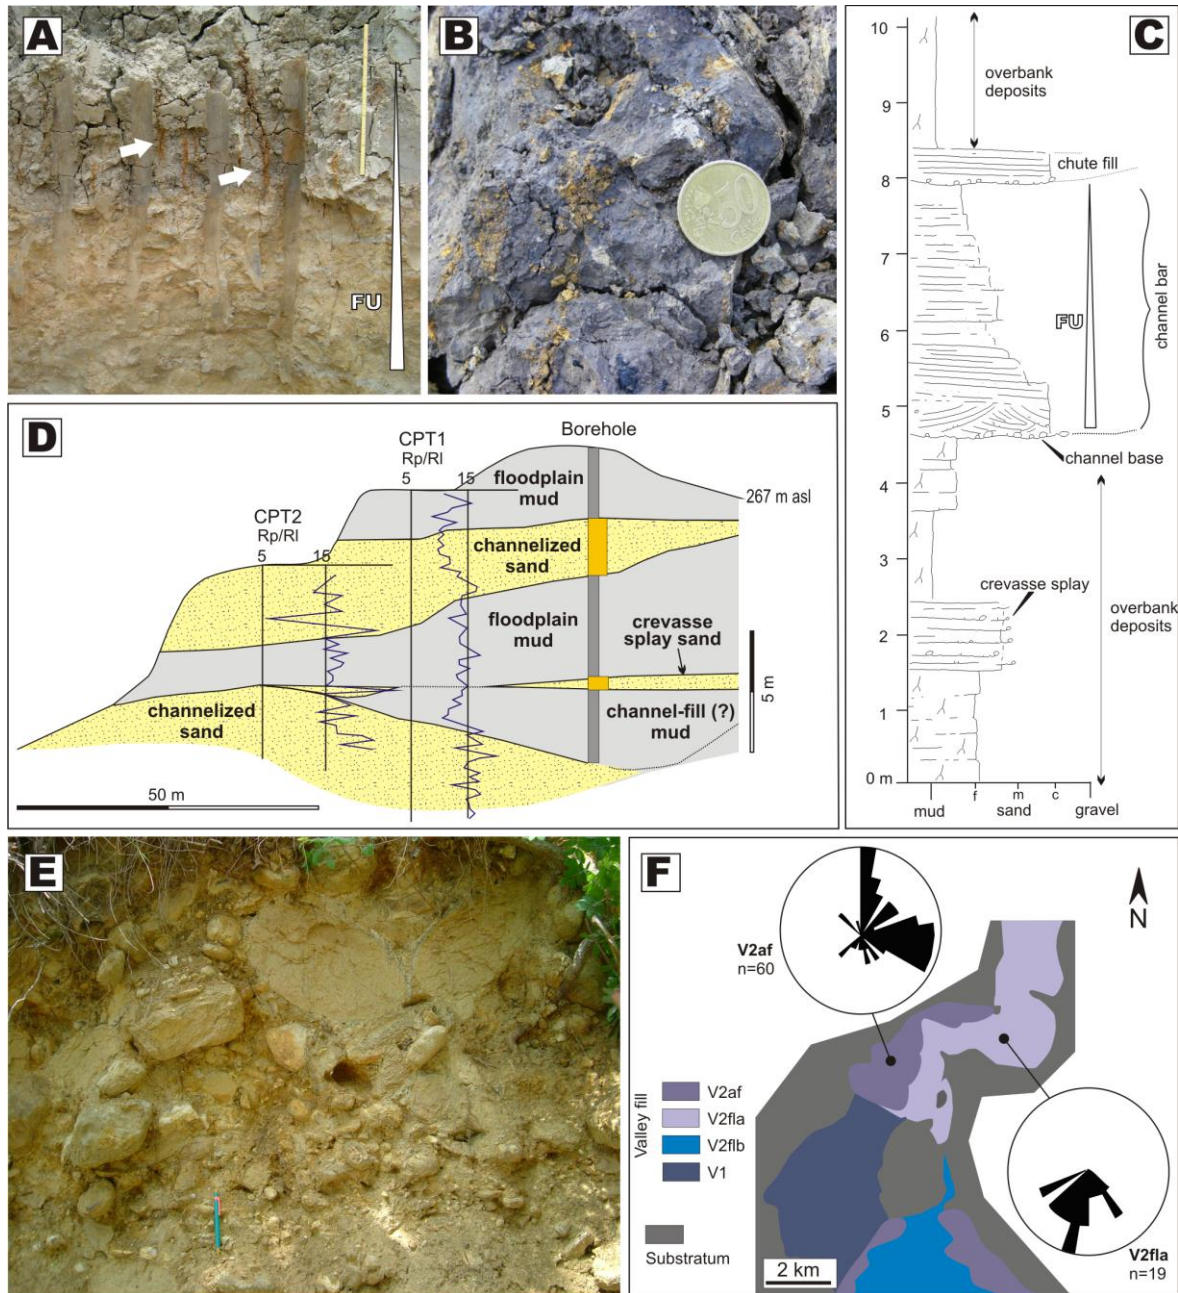 A
FU
B
50
C
10
9
8
7
6
5
4
3
2
1
0 m
overbank
deposits
chute fill
FU
channel bar
channel base
crevasse splay
overbank
deposits
mud
f
m
c
sand
gravel
D
CPT1
Rp/Rl
5
15
Borehole
floodplain
mud
267 m asl
CPT2
Rp/Rl
5
15
channelized
sand
floodplain
mud
crevasse
splay sand
channelized
sand
channel-fill (?)
mud
5 m
50 m
E
F
N
V2af
n=60
Valley fill
V2af
V2fla
V2flb
V1
Substratum
2 km
V2fla
n=19